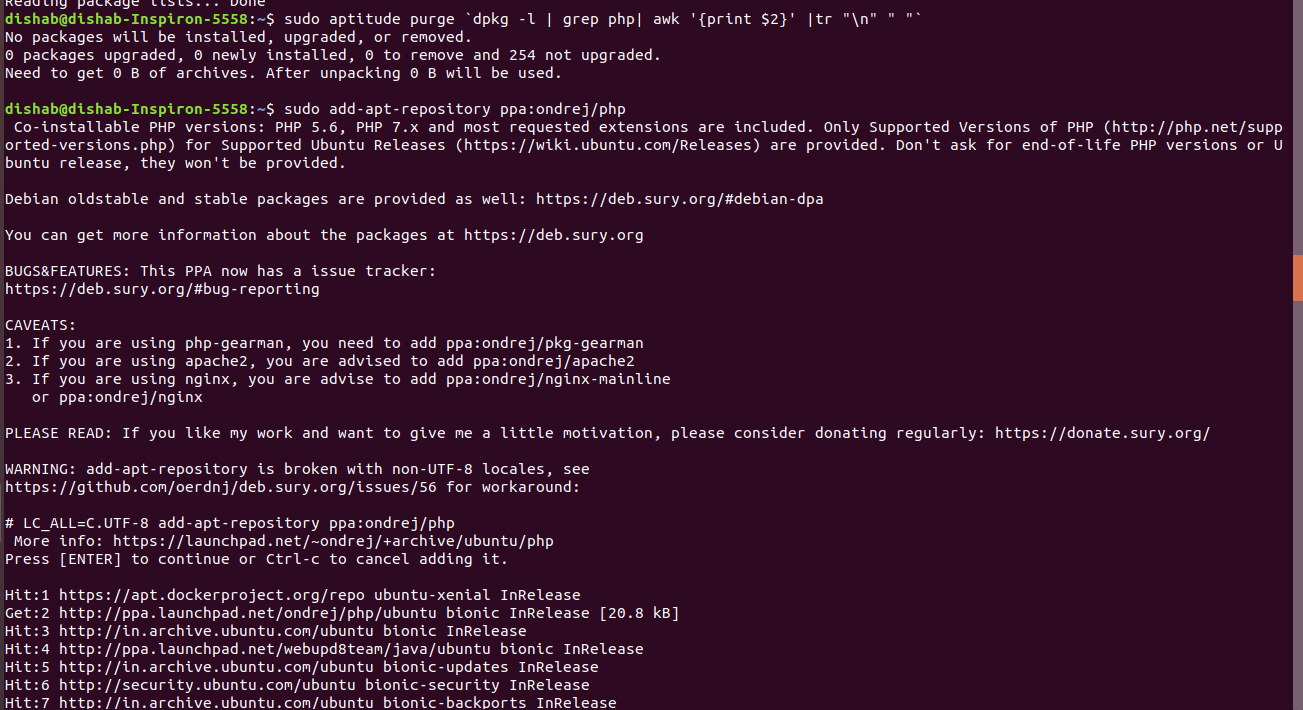 Reading package lists... Done
dishab@dishab-Inspiron-5558:~$ sudo aptitude purge `dpkg -l | grep php| awk '{print $2}' |tr "\n" " "`
No packages will be installed, upgraded, or removed.
0 packages upgraded, 0 newly installed, 0 to remove and 254 not upgraded.
Need to get 0 B of archives. After unpacking 0 B will be used.
dishab@dishab-Inspiron-5558:~$ sudo add-apt-repository ppa:ondrej/php
 Co-installable PHP versions: PHP 5.6, PHP 7.x and most requested extensions are included. Only Supported Versions of PHP (http://php.net/supp
orted-versions.php) for Supported Ubuntu Releases (https://wiki.ubuntu.com/Releases) are provided. Don't ask for end-of-life PHP versions or U
buntu release, they won't be provided.
Debian oldstable and stable packages are provided as well: https://deb.sury.org/#debian-dpa
You can get more information about the packages at https://deb.sury.org
BUGS&FEATURES: This PPA now has a issue tracker:
https://deb.sury.org/#bug-reporting
CAVEATS:
1. If you are using php-gearman, you need to add ppa:ondrej/pkg-gearman
2. If you are using apache2, you are advised to add ppa:ondrej/apache2
3. If you are using nginx, you are advise to add ppa:ondrej/nginx-mainline
   or ppa:ondrej/nginx
PLEASE READ: If you like my work and want to give me a little motivation, please consider donating regularly: https://donate.sury.org/
WARNING: add-apt-repository is broken with non-UTF-8 locales, see
https://github.com/oerdnj/deb.sury.org/issues/56 for workaround:
# LC_ALL=C.UTF-8 add-apt-repository ppa:ondrej/php
 More info: https://launchpad.net/~ondrej/+archive/ubuntu/php
Press [ENTER] to continue or Ctrl-c to cancel adding it.
Hit:1 https://apt.dockerproject.org/repo ubuntu-xenial InRelease
Get:2 http://ppa.launchpad.net/ondrej/php/ubuntu bionic InRelease [20.8 kB]
Hit:3 http://in.archive.ubuntu.com/ubuntu bionic InRelease
Hit:4 http://ppa.launchpad.net/webupd8team/java/ubuntu bionic InRelease
Hit:5 http://in.archive.ubuntu.com/ubuntu bionic-updates InRelease
Hit:6 http://security.ubuntu.com/ubuntu bionic-security InRelease
Hit:7 http://in.archive.ubuntu.com/ubuntu bionic-backports InRelease